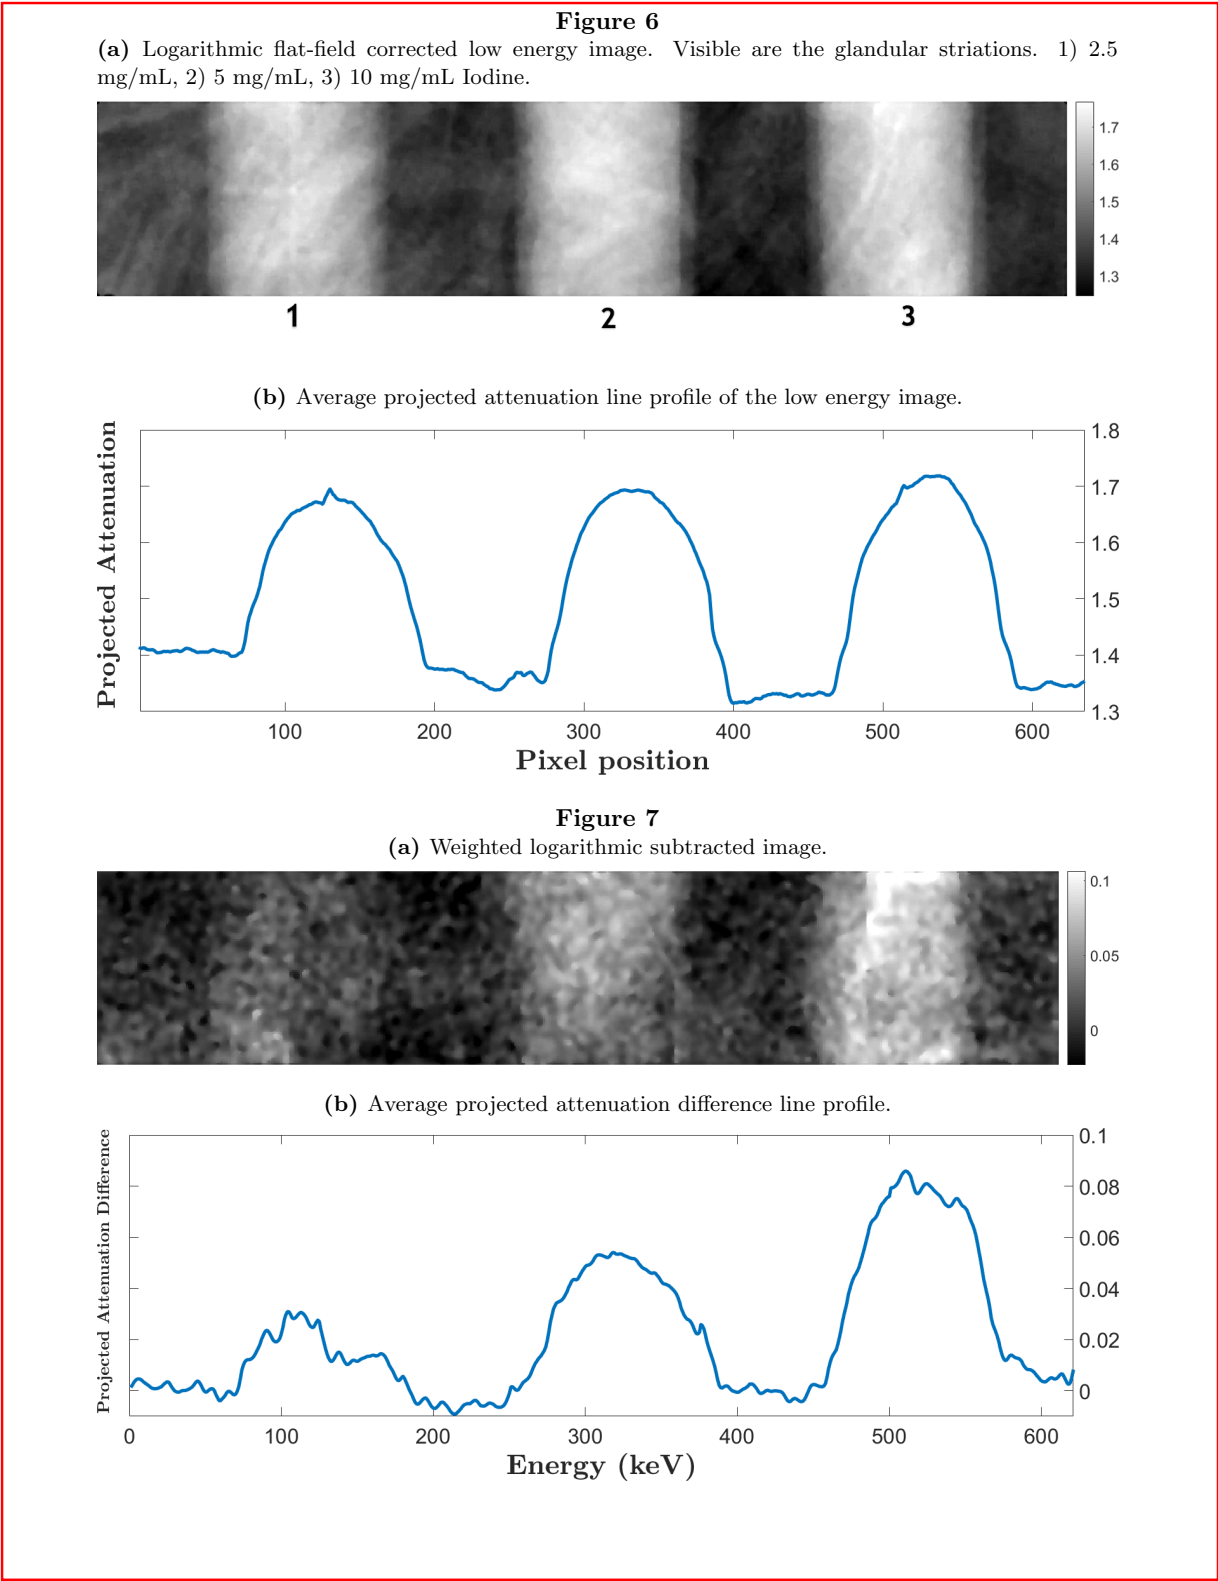 Figure 6
(a) Logarithmic flat-field corrected low energy image. Visible are the glandular striations. 1) 2.5
mg/mL, 2) 5 mg/mL, 3) 10 mg/mL Iodine.
1.7
1.6
1.5
1.4
1.3
1 2 3
(b) Average projected attenuation line profile of the low energy image.
Projected Attenuation
1.8
1.7
1.6
1.5
1.4
1.3
100 200 300 400 500 600
Pixel position
Figure 7
(a) Weighted logarithmic subtracted image.
0.1
0.05
0
(b) Average projected attenuation difference line profile.
Projected Attenuation Difference
0.1
0.08
0.06
0.04
0.02
0
0 100 200 300 400 500 600
Energy (keV)